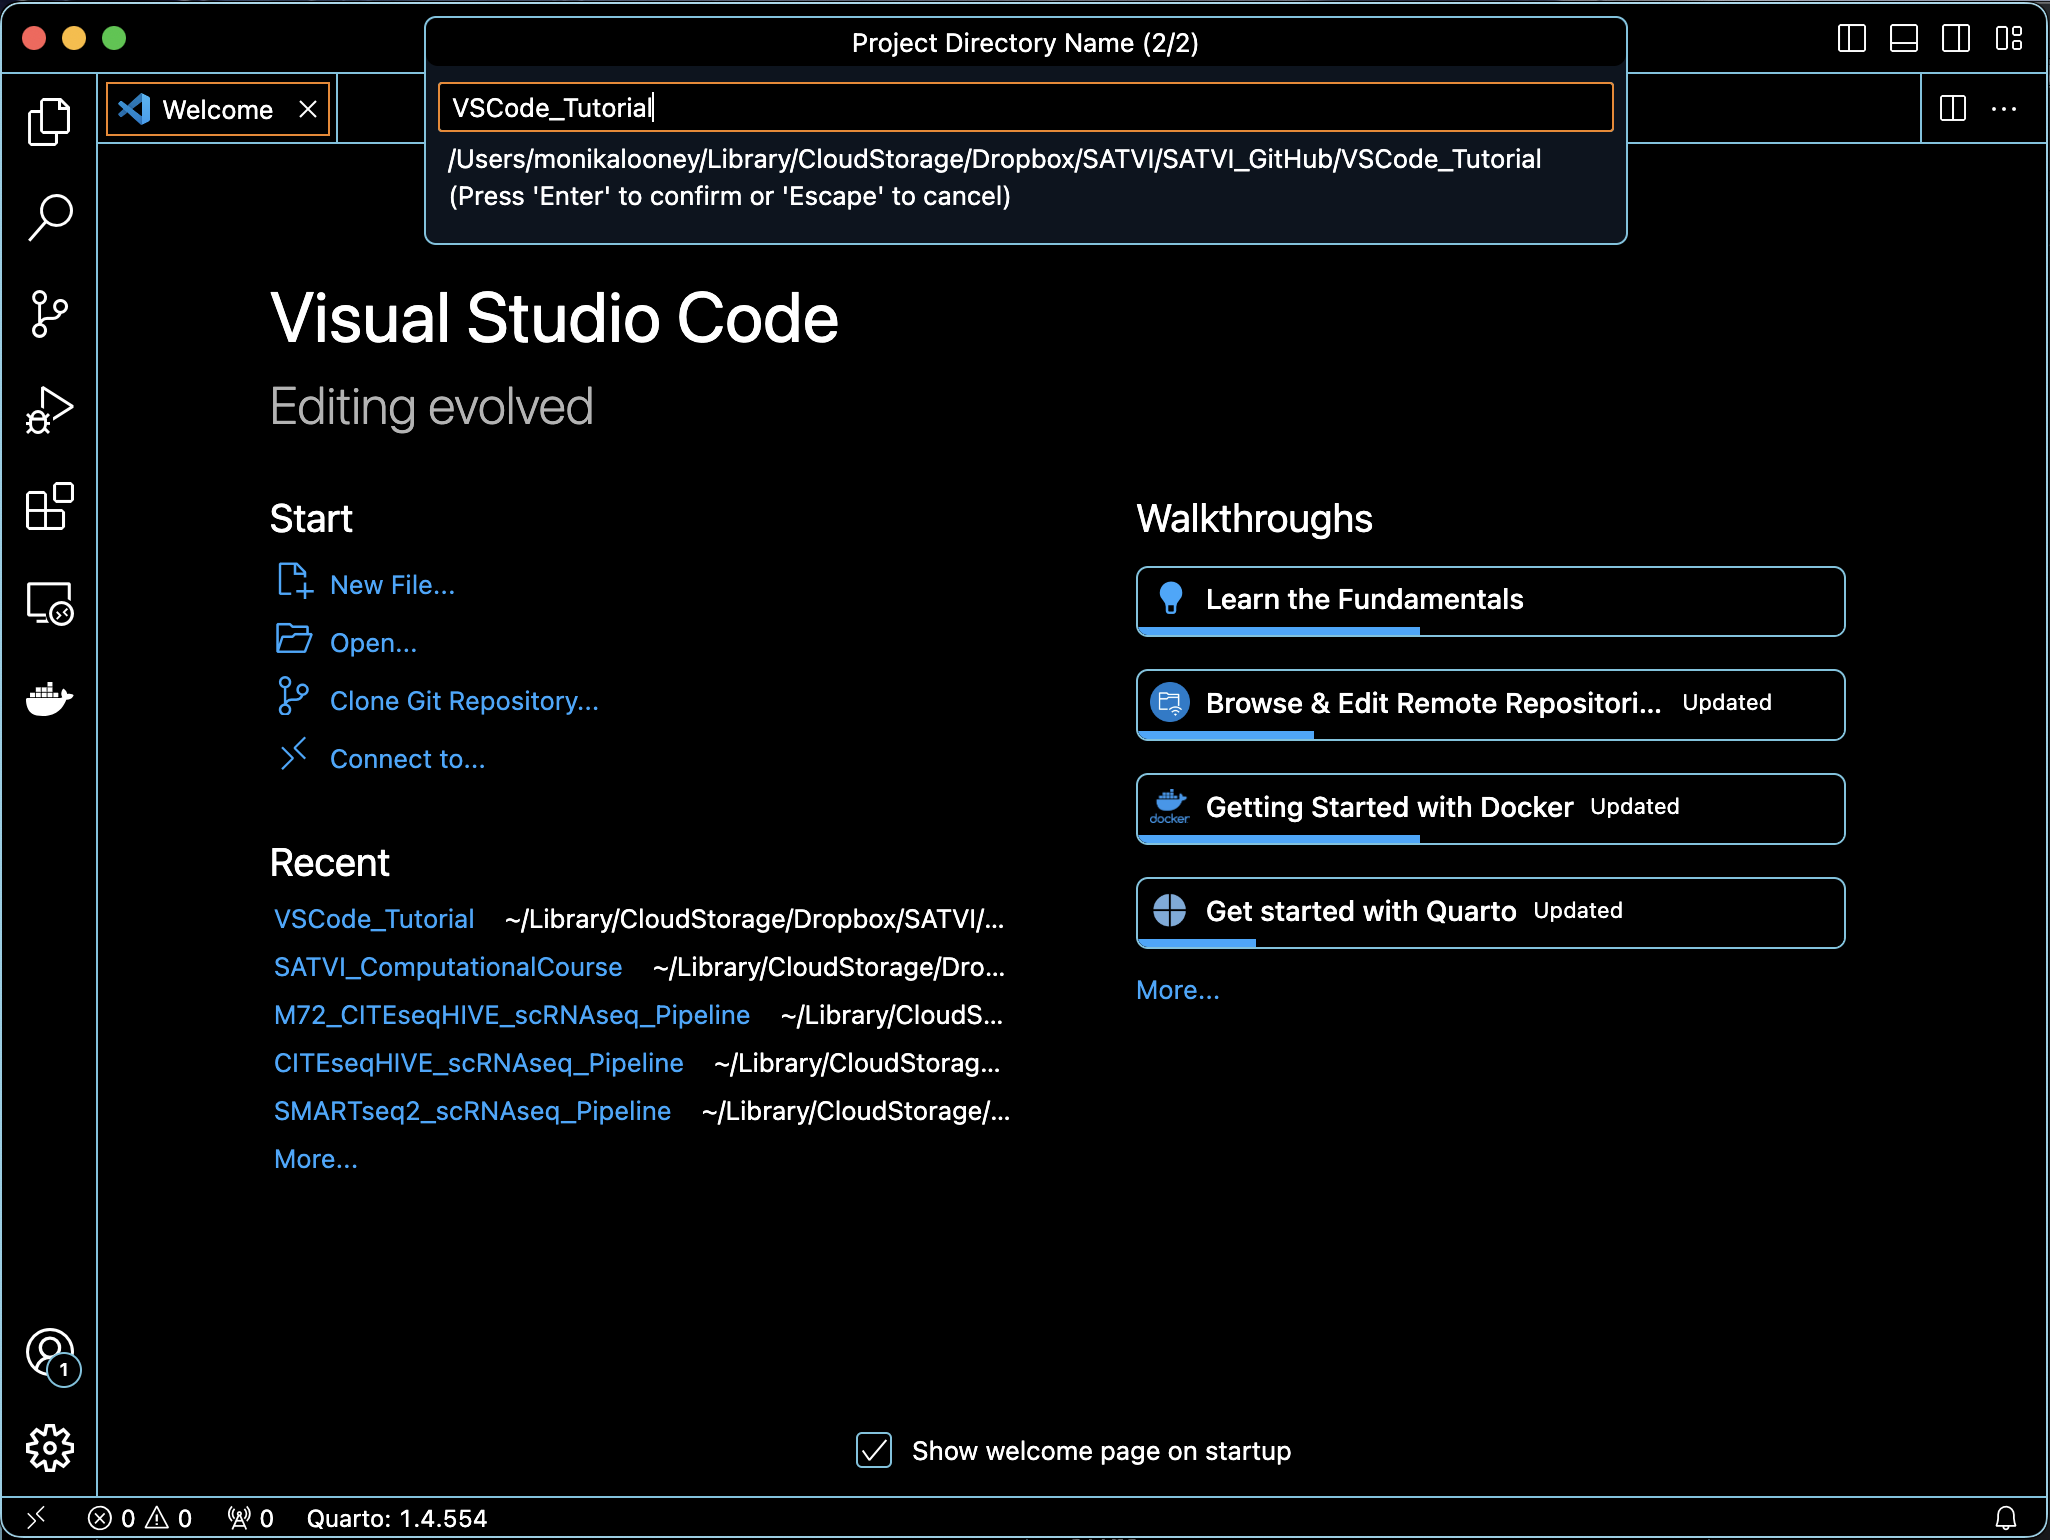 Project Directory Name (2/2)
Welcome
VSCode_Tutorial
/Users/monikalooney/Library/CloudStorage/Dropbox/SATVI/SATVI_GitHub/VSCode_Tutorial
(Press 'Enter' to confirm or 'Escape' to cancel)
Visual Studio Code
Editing evolved
Start
New File...
Open...
Clone Git Repository...
Connect to...
Recent
VSCode_Tutorial ~/Library/CloudStorage/Dropbox/SATVI/...
SATVI_ComputationalCourse ~/Library/CloudStorage/Dro...
M72_CITEseqHIVE_scRNAseq_Pipeline ~/Library/CloudS...
CITEseqHIVE_scRNAseq_Pipeline ~/Library/CloudStorag...
SMARTseq2_scRNAseq_Pipeline ~/Library/CloudStorage/...
More...
Walkthroughs
Learn the Fundamentals
Browse & Edit Remote Repositori... Updated
docker
Getting Started with Docker Updated
Get started with Quarto Updated
More...
1
Show welcome page on startup
0 0 0 Quarto: 1.4.554